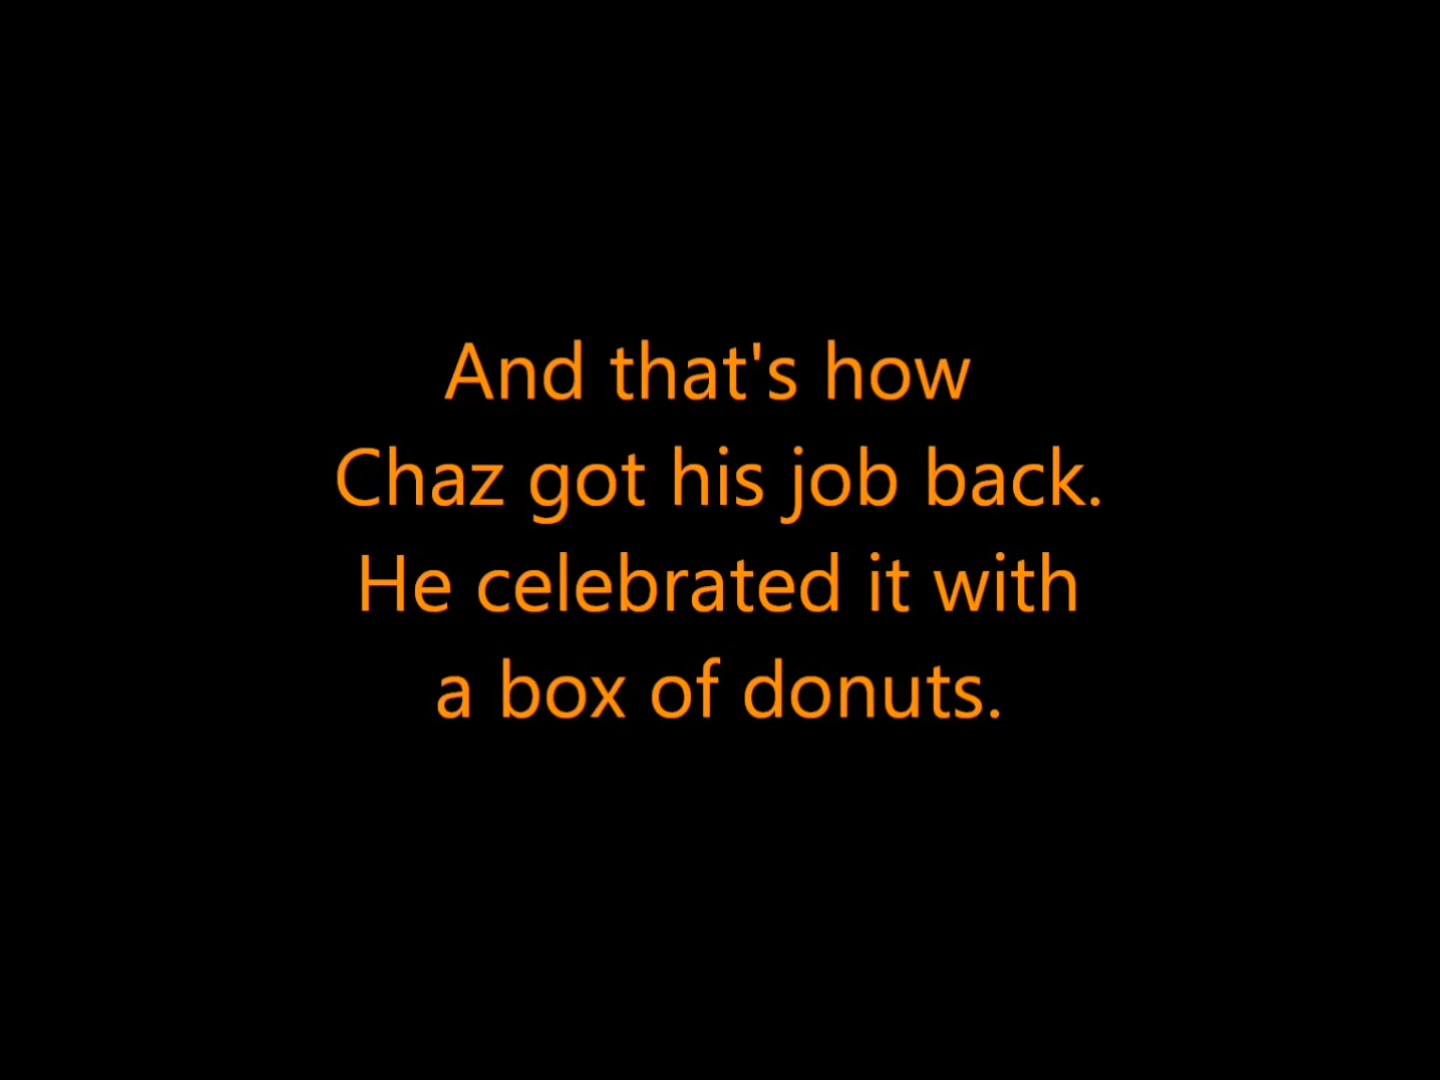 And that's how
Chaz got his job back.
He celebrated it with
a box of donuts.